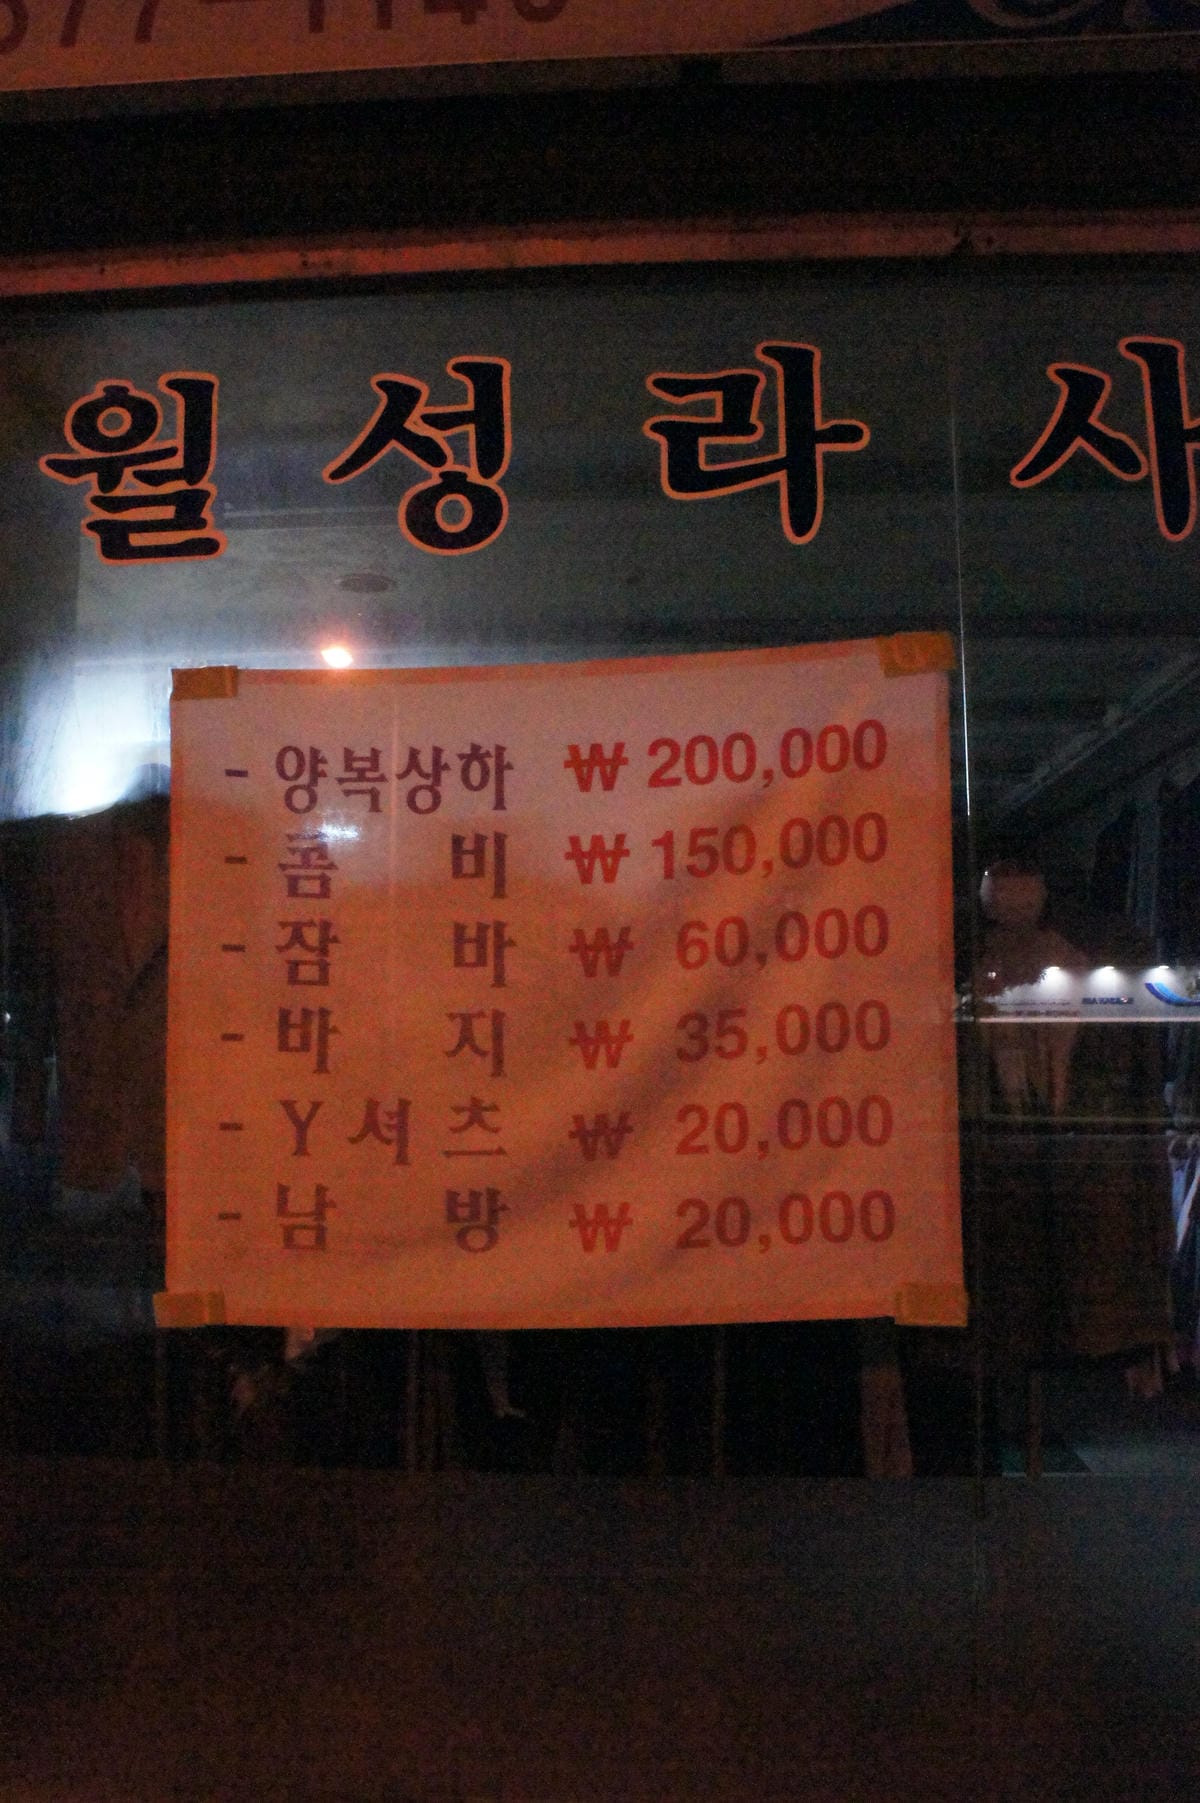 월성라사
- 양복상하 ₩ 200,000
- 콤 비 ₩ 150,000
- 잠 바 ₩ 60,000
- 바 지 ₩ 35,000
- Y 셔 츠 ₩ 20,000
- 남 방 ₩ 20,000